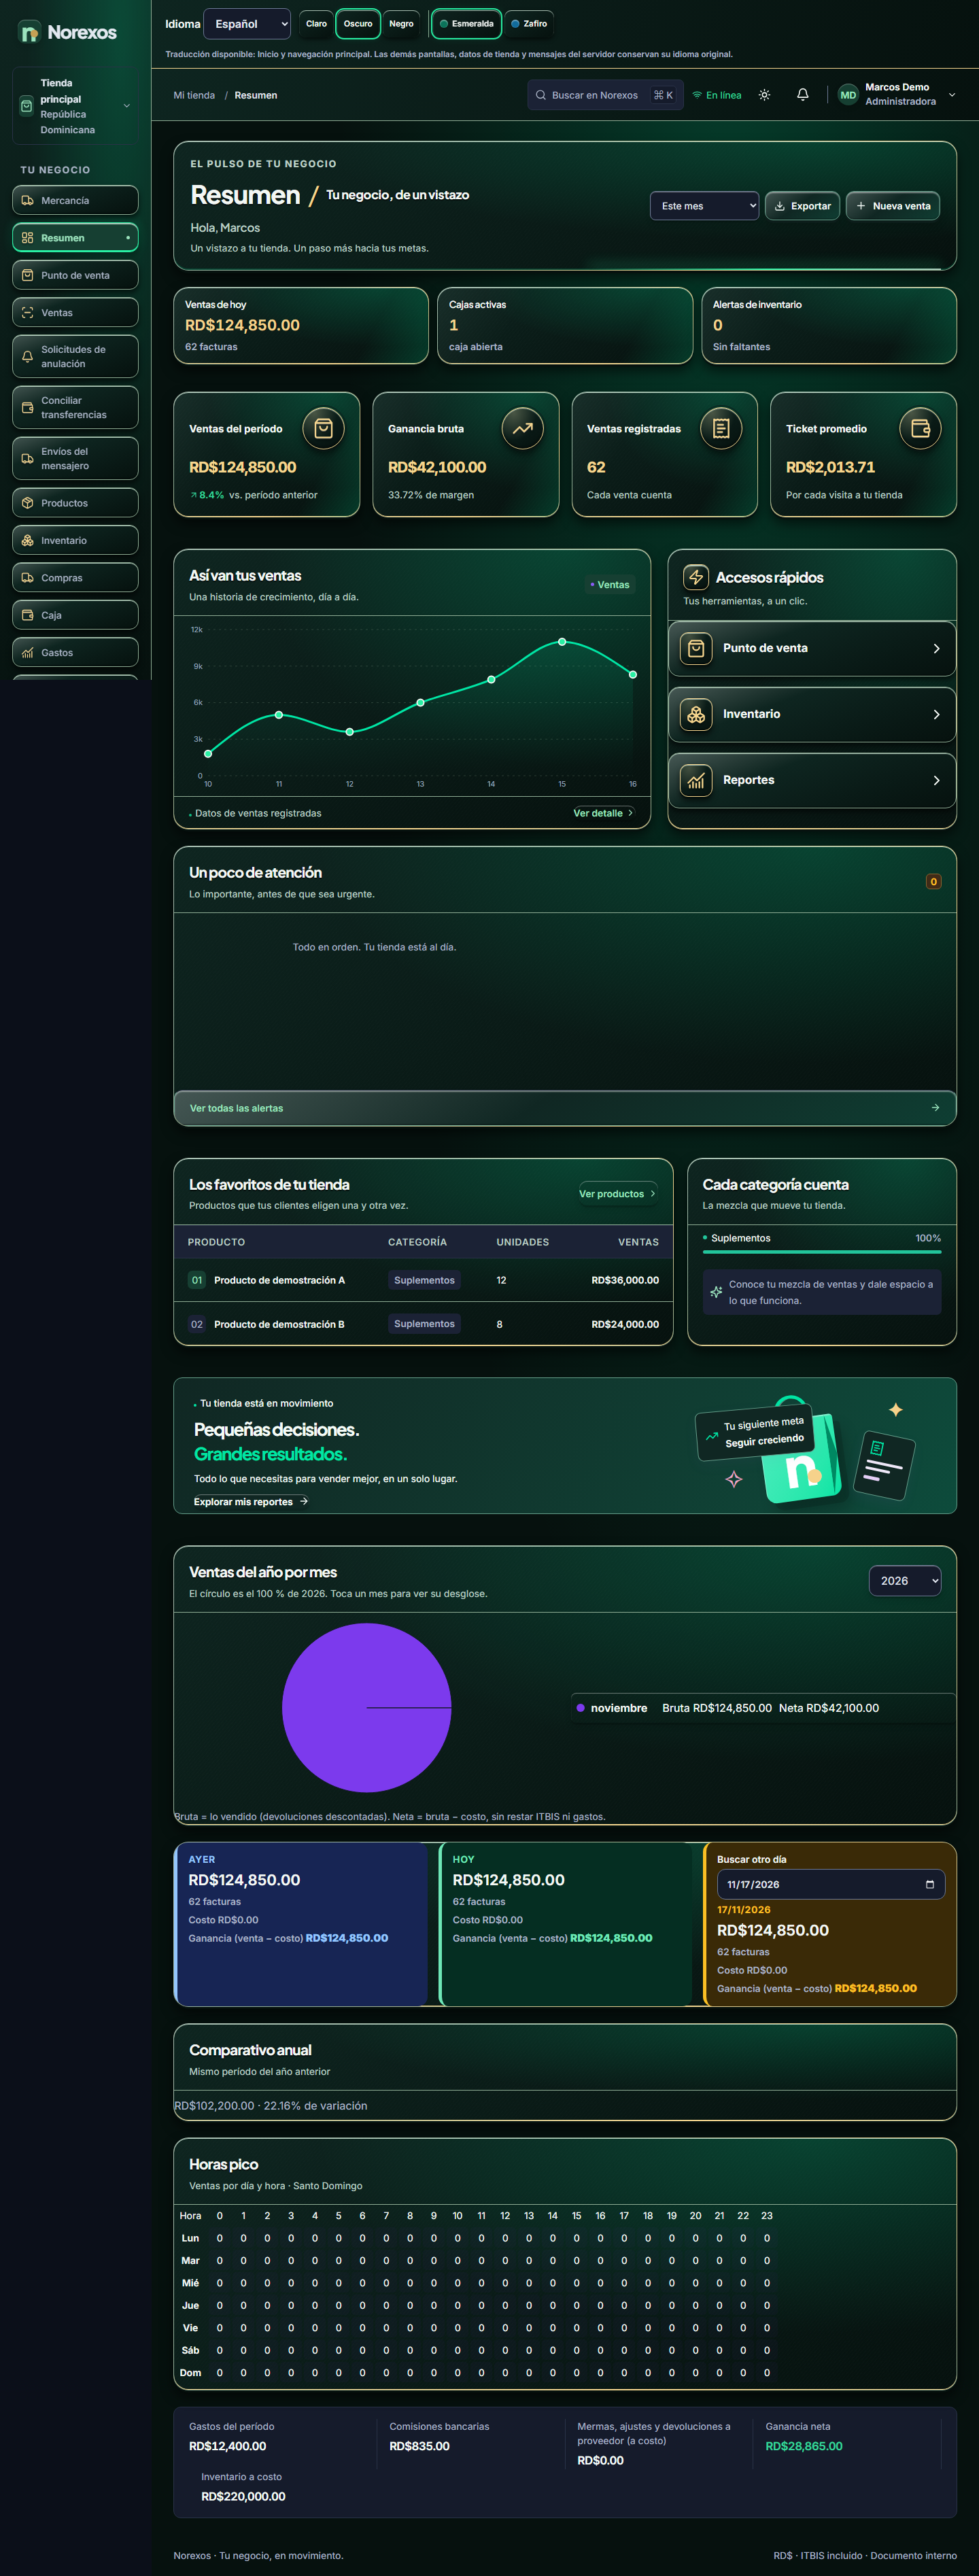 Norexos
Tienda principal
República Dominicana
TU NEGOCIO
Mercancía
Resumen
Punto de venta
Ventas
Solicitudes de anulación
Conciliar transferencias
Envíos del mensajero
Productos
Inventario
Compras
Caja
Gastos
Idioma Español Claro Oscuro Negro Esmeralda Zafiro
Traducción disponible: Inicio y navegación principal. Las demás pantallas, datos de tienda y mensajes del servidor conservan su idioma original.
Mi tienda / Resumen
Buscar en Norexos ⌘ K
En línea
MD Marcos Demo
Administradora
EL PULSO DE TU NEGOCIO
Resumen / Tu negocio, de un vistazo
Hola, Marcos
Un vistazo a tu tienda. Un paso más hacia tus metas.
Este mes Exportar Nueva venta
Ventas de hoy
RD$124,850.00
62 facturas
Cajas activas
1
caja abierta
Alertas de inventario
0
Sin faltantes
Ventas del período
RD$124,850.00
8.4% vs. período anterior
Ganancia bruta
RD$42,100.00
33.72% de margen
Ventas registradas
62
Cada venta cuenta
Ticket promedio
RD$2,013.71
Por cada visita a tu tienda
Así van tus ventas
Una historia de crecimiento, día a día.
Ventas
12k
9k
6k
3k
0
10 11 12 13 14 15 16
Datos de ventas registradas
Ver detalle
Accesos rápidos
Tus herramientas, a un clic.
Punto de venta
Inventario
Reportes
Un poco de atención
Lo importante, antes de que sea urgente.
0
Todo en orden. Tu tienda está al día.
Ver todas las alertas
Los favoritos de tu tienda
Productos que tus clientes eligen una y otra vez.
Ver productos
PRODUCTO CATEGORÍA UNIDADES VENTAS
01 Producto de demostración A Suplementos 12 RD$36,000.00
02 Producto de demostración B Suplementos 8 RD$24,000.00
Cada categoría cuenta
La mezcla que mueve tu tienda.
Suplementos 100%
Conoce tu mezcla de ventas y dale espacio a
lo que funciona.
Tu tienda está en movimiento
Pequeñas decisiones.
Grandes resultados.
Todo lo que necesitas para vender mejor, en un solo lugar.
Explorar mis reportes
Tu siguiente meta
Seguir creciendo
n
Ventas del año por mes
El círculo es el 100 % de 2026. Toca un mes para ver su desglose.
2026
noviembre Bruta RD$124,850.00 Neta RD$42,100.00
Bruta = lo vendido (devoluciones descontadas). Neta = bruta − costo, sin restar ITBIS ni gastos.
AYER
RD$124,850.00
62 facturas
Costo RD$0.00
Ganancia (venta − costo) RD$124,850.00
HOY
RD$124,850.00
62 facturas
Costo RD$0.00
Ganancia (venta − costo) RD$124,850.00
Buscar otro día
11/17/2026
17/11/2026
RD$124,850.00
62 facturas
Costo RD$0.00
Ganancia (venta − costo) RD$124,850.00
Comparativo anual
Mismo período del año anterior
RD$102,200.00 · 22.16% de variación
Horas pico
Ventas por día y hora · Santo Domingo
Hora 0 1 2 3 4 5 6 7 8 9 10 11 12 13 14 15 16 17 18 19 20 21 22 23
Lun 0 0 0 0 0 0 0 0 0 0 0 0 0 0 0 0 0 0 0 0 0 0 0 0
Mar 0 0 0 0 0 0 0 0 0 0 0 0 0 0 0 0 0 0 0 0 0 0 0 0
Mié 0 0 0 0 0 0 0 0 0 0 0 0 0 0 0 0 0 0 0 0 0 0 0 0
Jue 0 0 0 0 0 0 0 0 0 0 0 0 0 0 0 0 0 0 0 0 0 0 0 0
Vie 0 0 0 0 0 0 0 0 0 0 0 0 0 0 0 0 0 0 0 0 0 0 0 0
Sáb 0 0 0 0 0 0 0 0 0 0 0 0 0 0 0 0 0 0 0 0 0 0 0 0
Dom 0 0 0 0 0 0 0 0 0 0 0 0 0 0 0 0 0 0 0 0 0 0 0 0
Gastos del período
RD$12,400.00
Comisiones bancarias
RD$835.00
Mermas, ajustes y devoluciones a
proveedor (a costo)
RD$0.00
Ganancia neta
RD$28,865.00
Inventario a costo
RD$220,000.00
Norexos · Tu negocio, en movimiento.
RD$ · ITBIS incluido · Documento interno